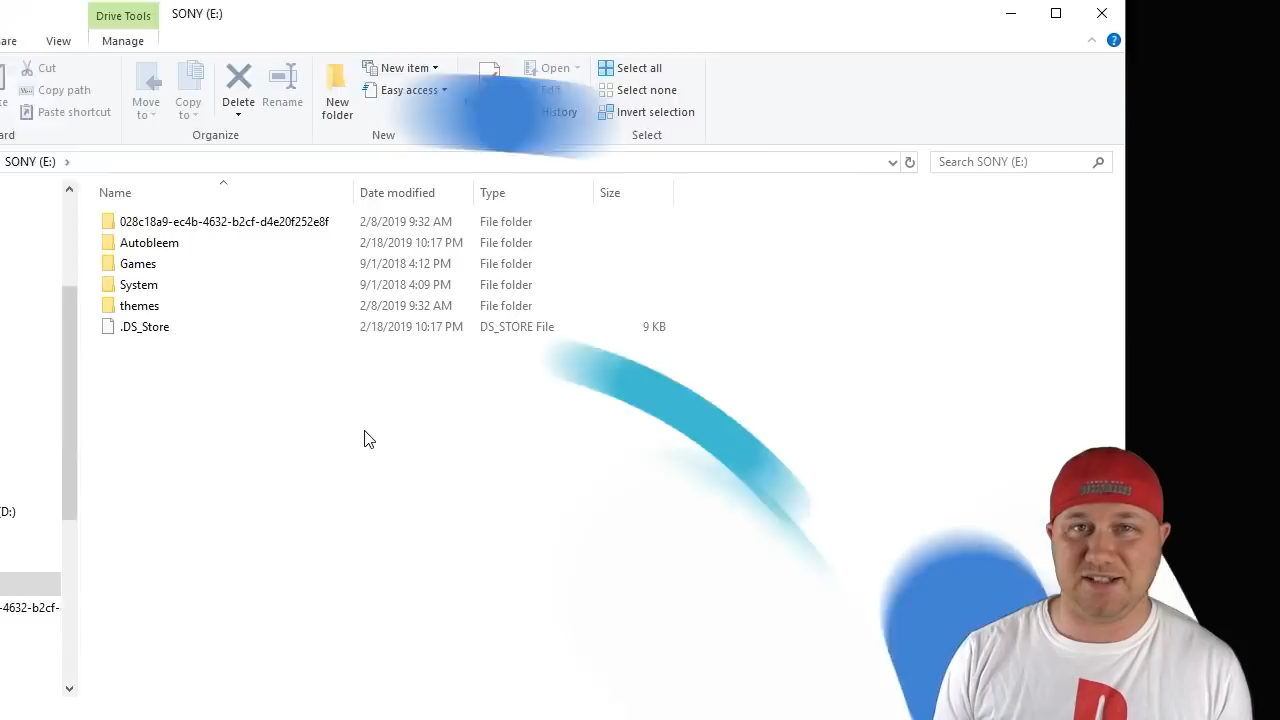 Drive Tools
SONY (E:)
are
View
Manage
Cut
Copy path
Paste shortcut
Move to
Copy to
Delete
Rename
New folder
New item
Easy access
Open
Edit
History
Select all
Select none
Invert selection
ard
Organize
New
Select
SONY (E:)
Search SONY (E:)
Name
Date modified
Type
Size
028c18a9-ec4b-4632-b2cf-d4e20f252e8f
2/8/2019 9:32 AM
File folder
Autobleem
2/18/2019 10:17 PM
File folder
Games
9/1/2018 4:12 PM
File folder
System
9/1/2018 4:09 PM
File folder
themes
2/8/2019 9:32 AM
File folder
.DS_Store
2/18/2019 10:17 PM
DS_STORE File
9 KB
(D:)
-4632-b2cf-